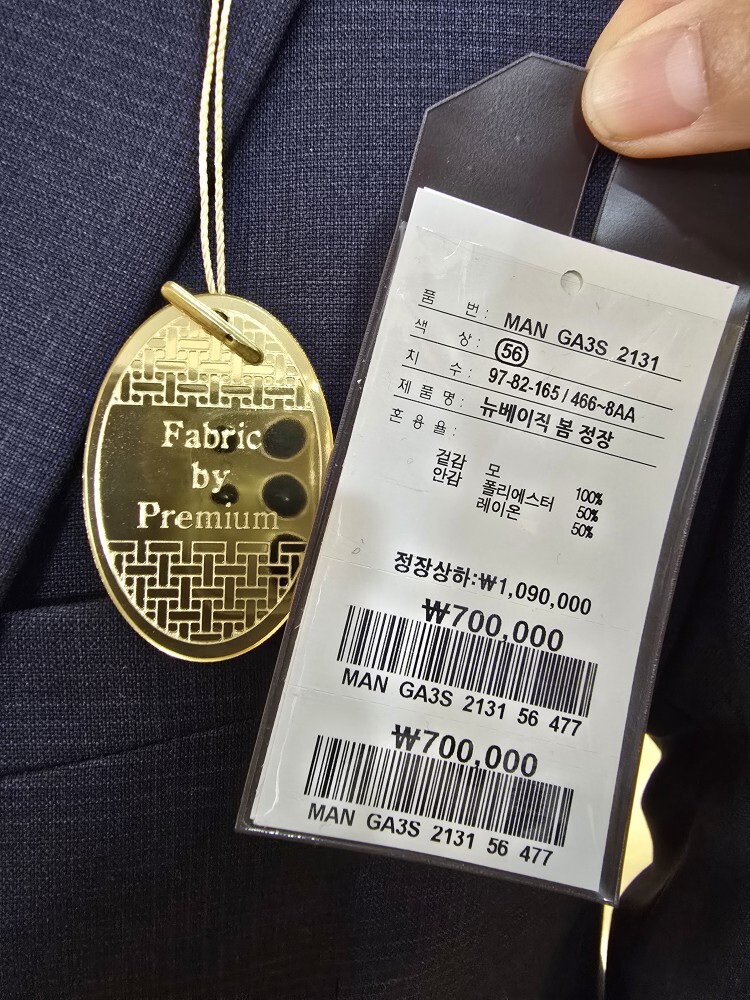 Fabric
by
Premium
품 번 : MAN GA3S 2131
색 상 : 56
지 수 : 97-82-165 / 466~8AA
제 품 명 : 뉴베이직 봄 정장
혼 용 율 :
겉감 모 100%
안감 폴리에스터 50%
레이온 50%
정장상하:₩1,090,000
₩700,000
MAN GA3S 2131 56 477
₩700,000
MAN GA3S 2131 56 477